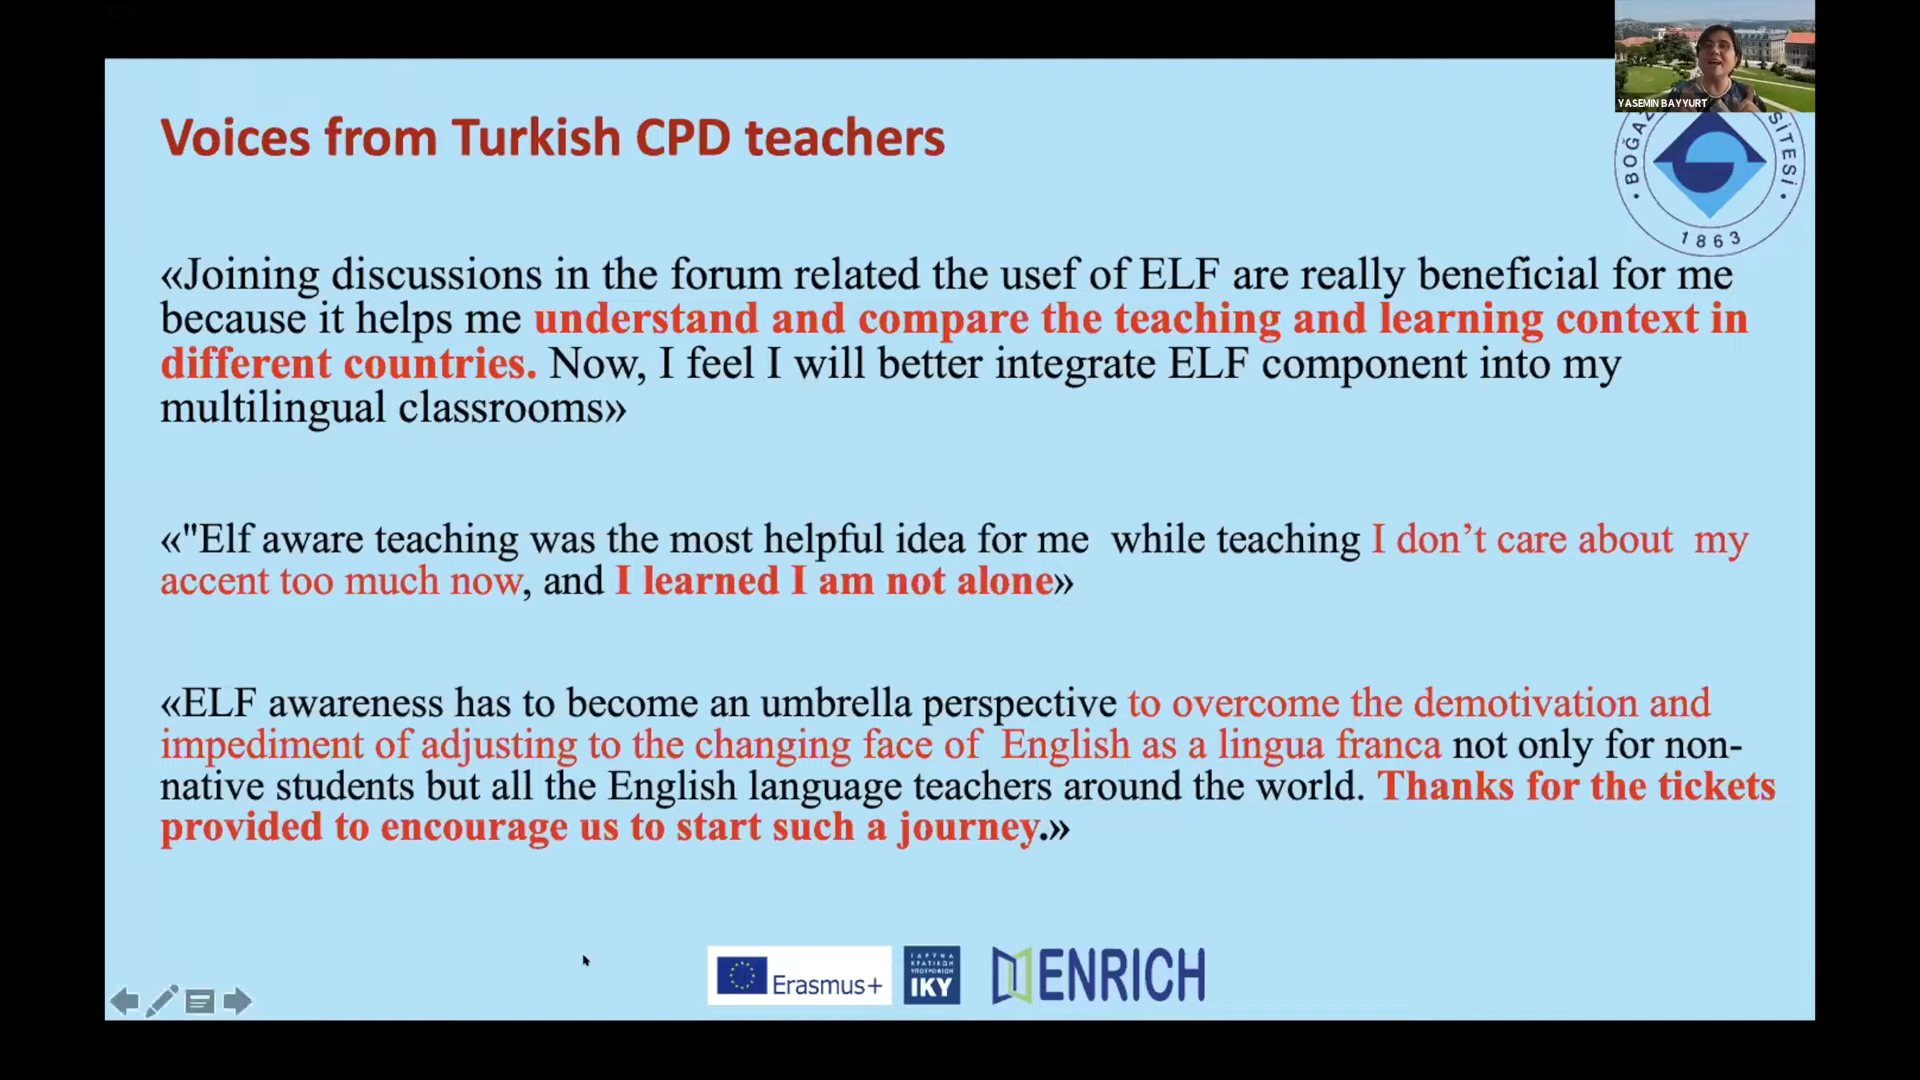 YASEMIN BAYYURT
Voices from Turkish CPD teachers
1863
«Joining discussions in the forum related the usef of ELF are really beneficial for me
because it helps me understand and compare the teaching and learning context in
different countries. Now, I feel I will better integrate ELF component into my
multilingual classrooms»
«"Elf aware teaching was the most helpful idea for me  while teaching I don’t care about  my
accent too much now, and I learned I am not alone»
«ELF awareness has to become an umbrella perspective to overcome the demotivation and
impediment of adjusting to the changing face of  English as a lingua franca not only for non-
native students but all the English language teachers around the world. Thanks for the tickets
provided to encourage us to start such a journey.»
Erasmus+
IKY
ENRICH